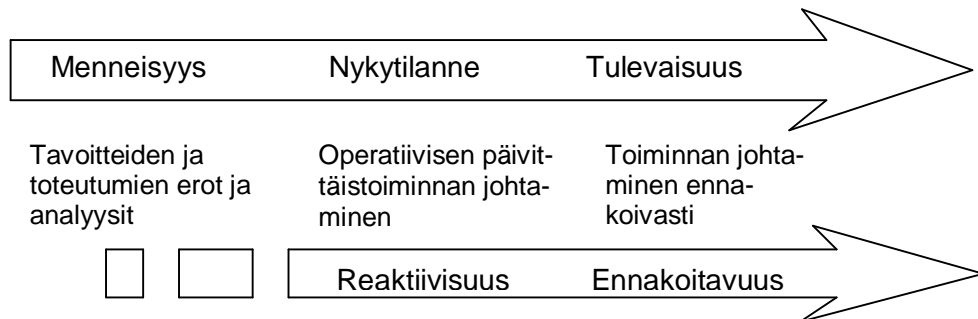 Menneisyys Nykytilanne Tulevaisuus
Tavoitteiden ja
toteutumien erot ja
analyysit
Operatiivisen päivit-
täistoiminnan johta-
minen
Toiminnan johta-
minen enna-
koivasti
Reaktiivisuus Ennakoitavuus